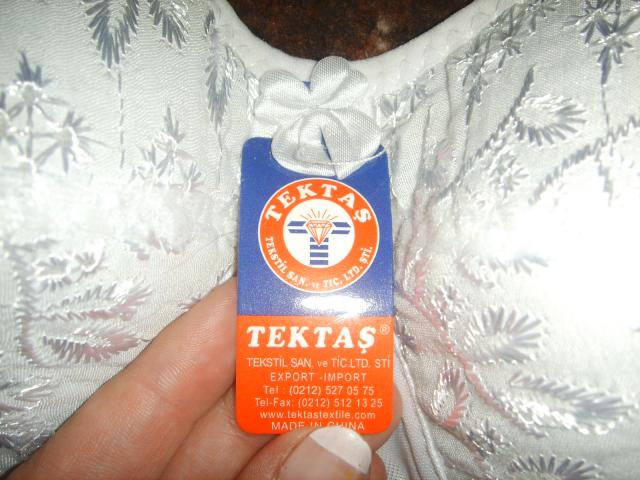 TEKTAŞ
TEKSTİL SAN. ve TİC. LTD. ŞTİ.
TEKTAŞ®
TEKSTİL SAN. ve TİC.LTD. STİ
EXPORT -IMPORT
Tel : (0212) 527 05 75
Tel-Fax: (0212) 512 13 25
www.tektastextile.com
MADE IN CHINA